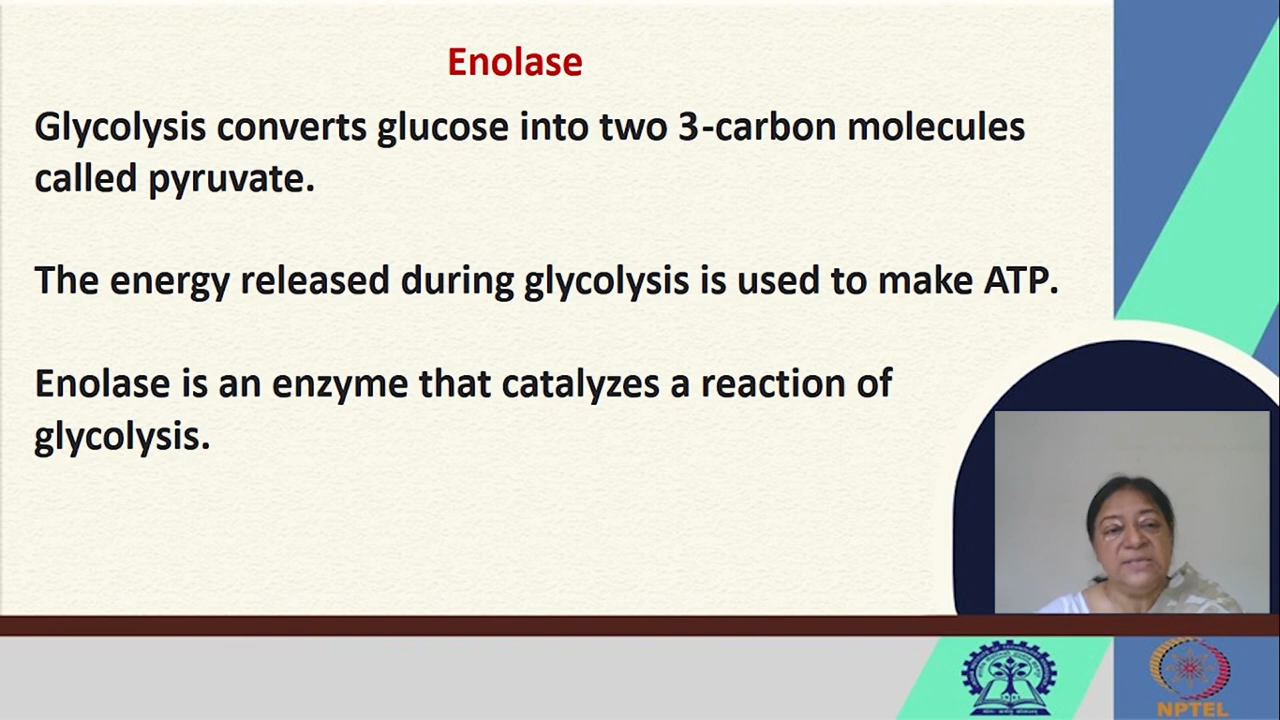 Enolase
Glycolysis converts glucose into two 3-carbon molecules
called pyruvate.
The energy released during glycolysis is used to make ATP.
Enolase is an enzyme that catalyzes a reaction of
glycolysis.
NPTEL